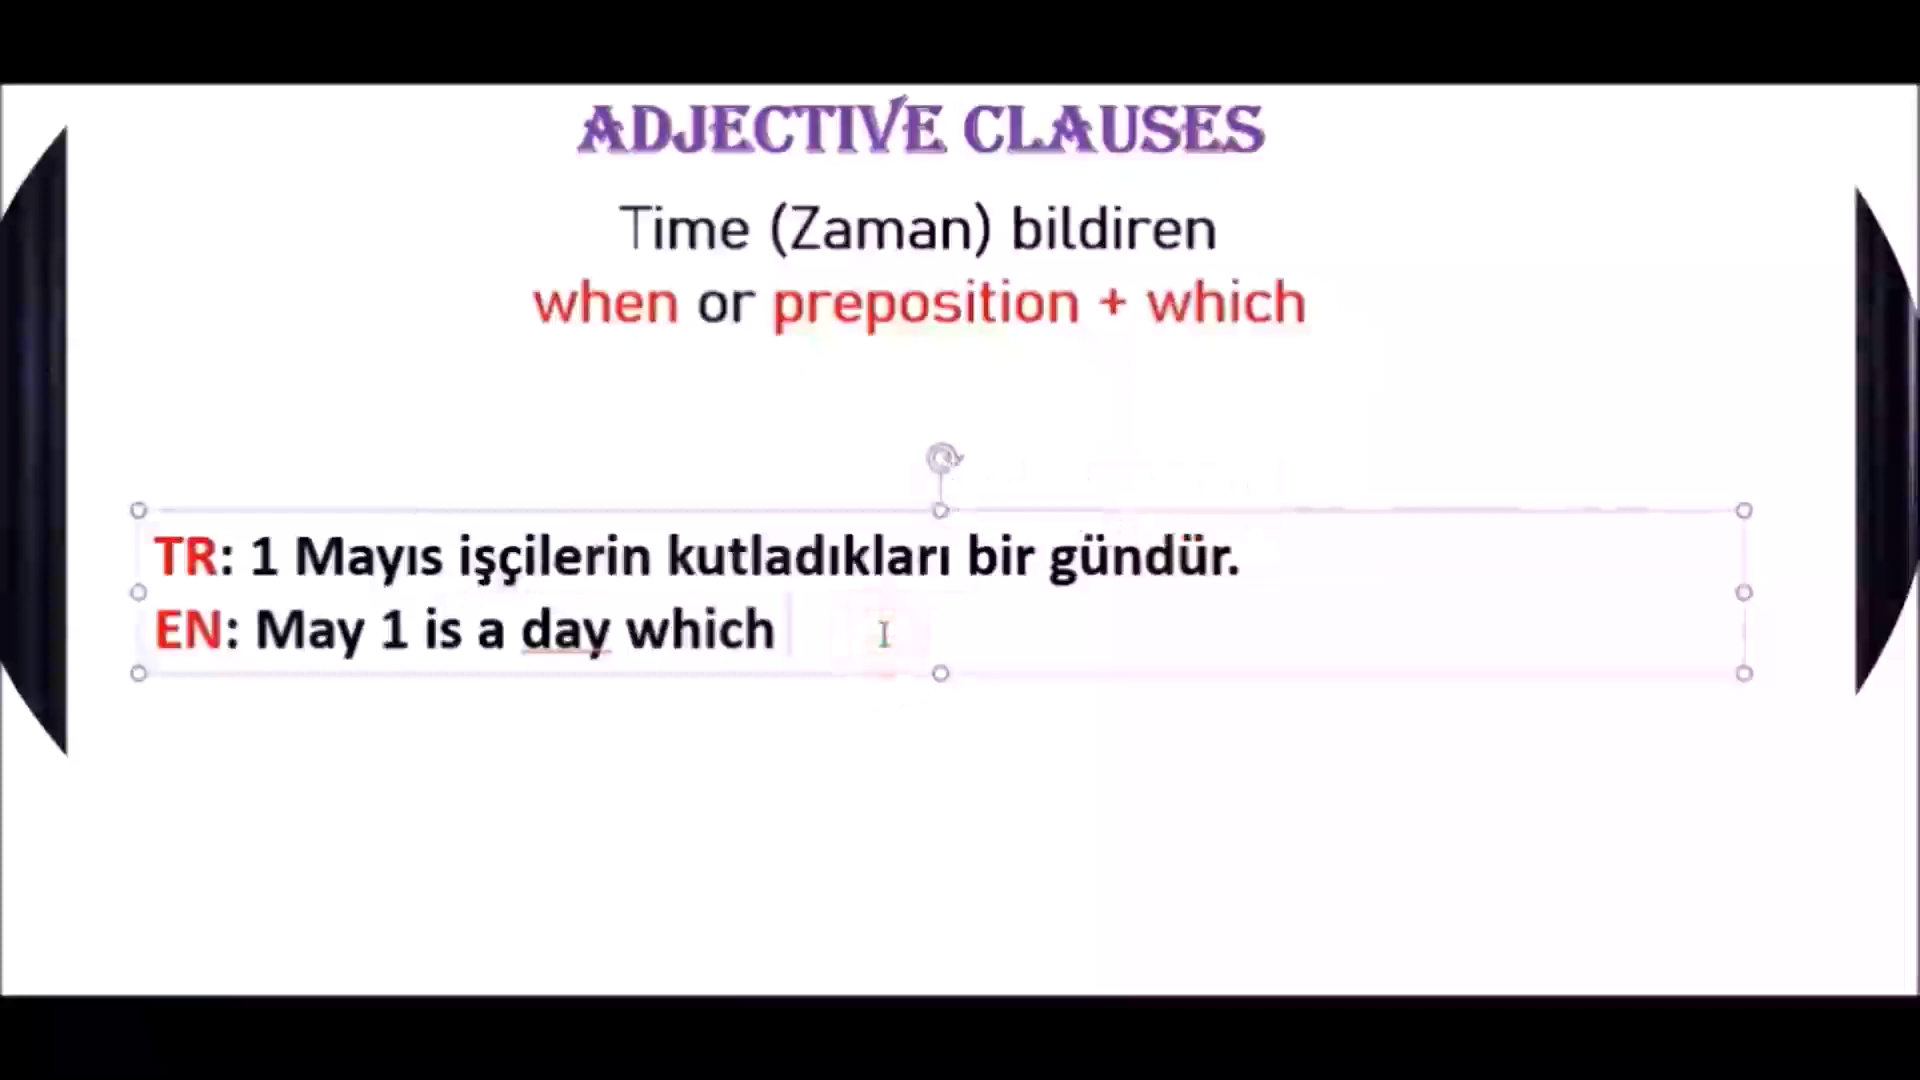 ADJECTIVE CLAUSES
Time (Zaman) bildiren
when or preposition + which
TR: 1 Mayıs işçilerin kutladıkları bir gündür.
EN: May 1 is a day which